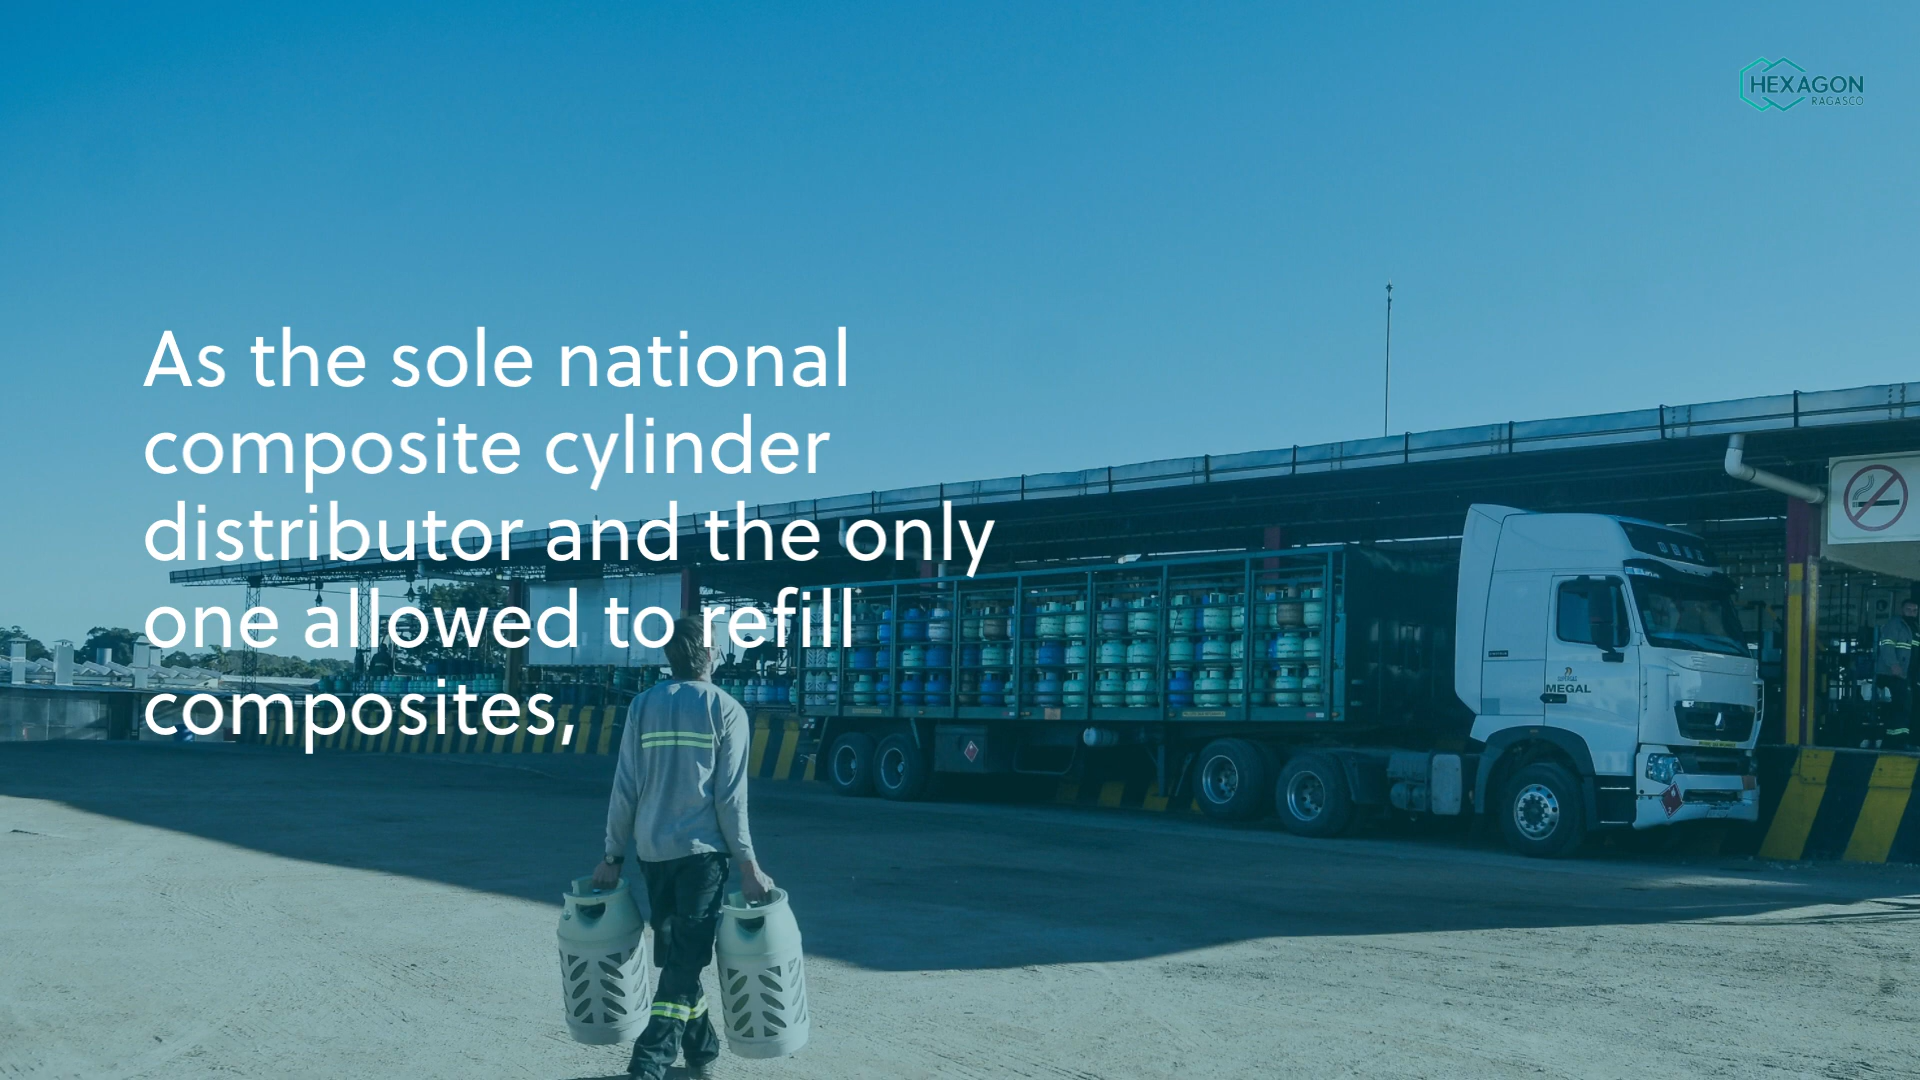 HEXAGON
RAGASCO
As the sole national
composite cylinder
distributor and the only
one allowed to refill
composites,
MEGAL